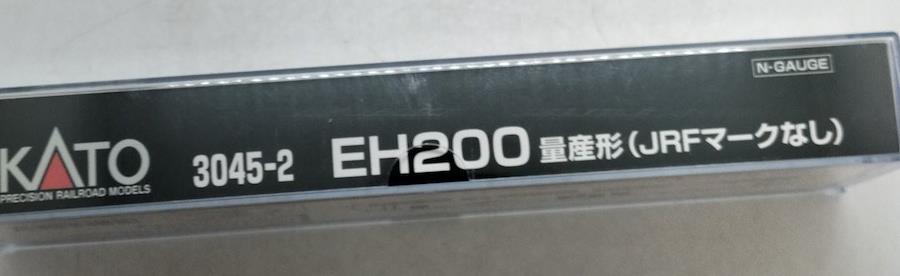 N-GAUGE
KATO
PRECISION RAILROAD MODELS
3045-2 EH200 量産形(JRFマークなし)